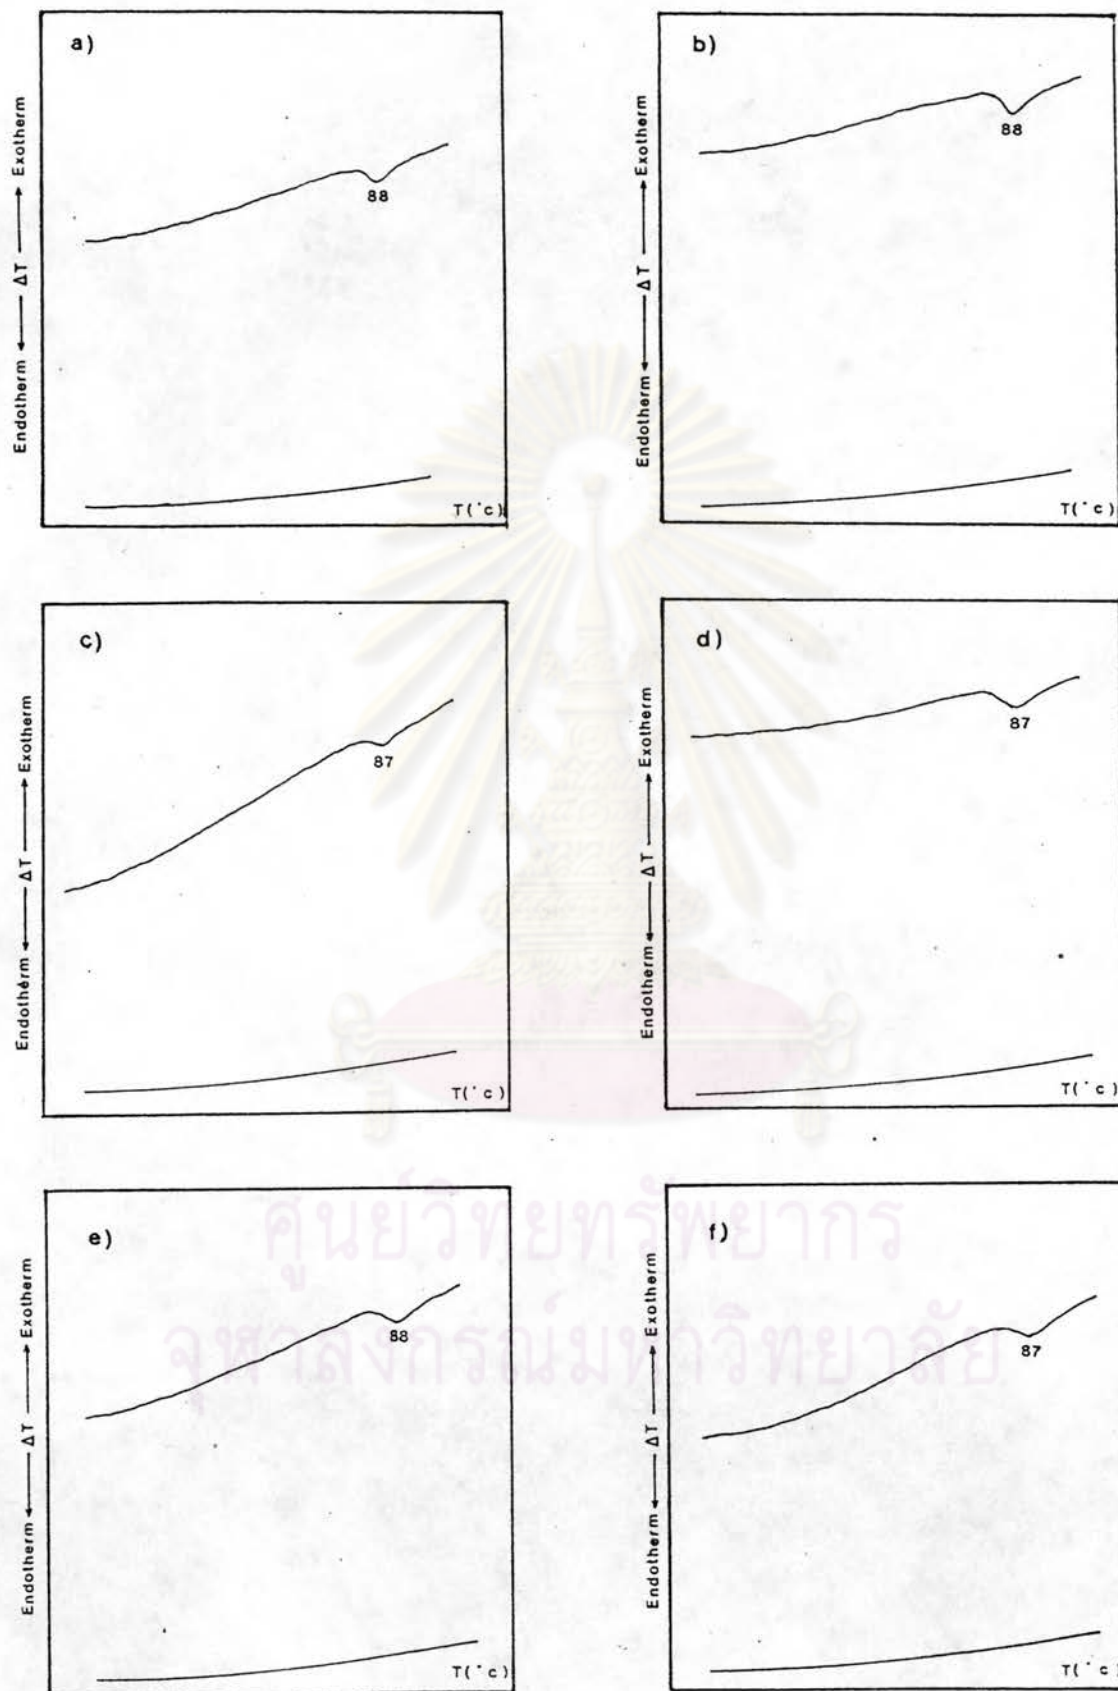 a)
Endotherm ← ΔT → Exotherm
88
T(°c)
b)
Endotherm ← ΔT → Exotherm
88
T(°c)
c)
Endotherm ← ΔT → Exotherm
87
T(°c)
d)
Endotherm ← ΔT → Exotherm
87
T(°c)
e)
Endotherm ← ΔT → Exotherm
88
T(°c)
f)
Endotherm ← ΔT → Exotherm
87
T(°c)
ศูนย์วิทยทรัพยากร
จุฬาลงกรณ์มหาวิทยาลัย